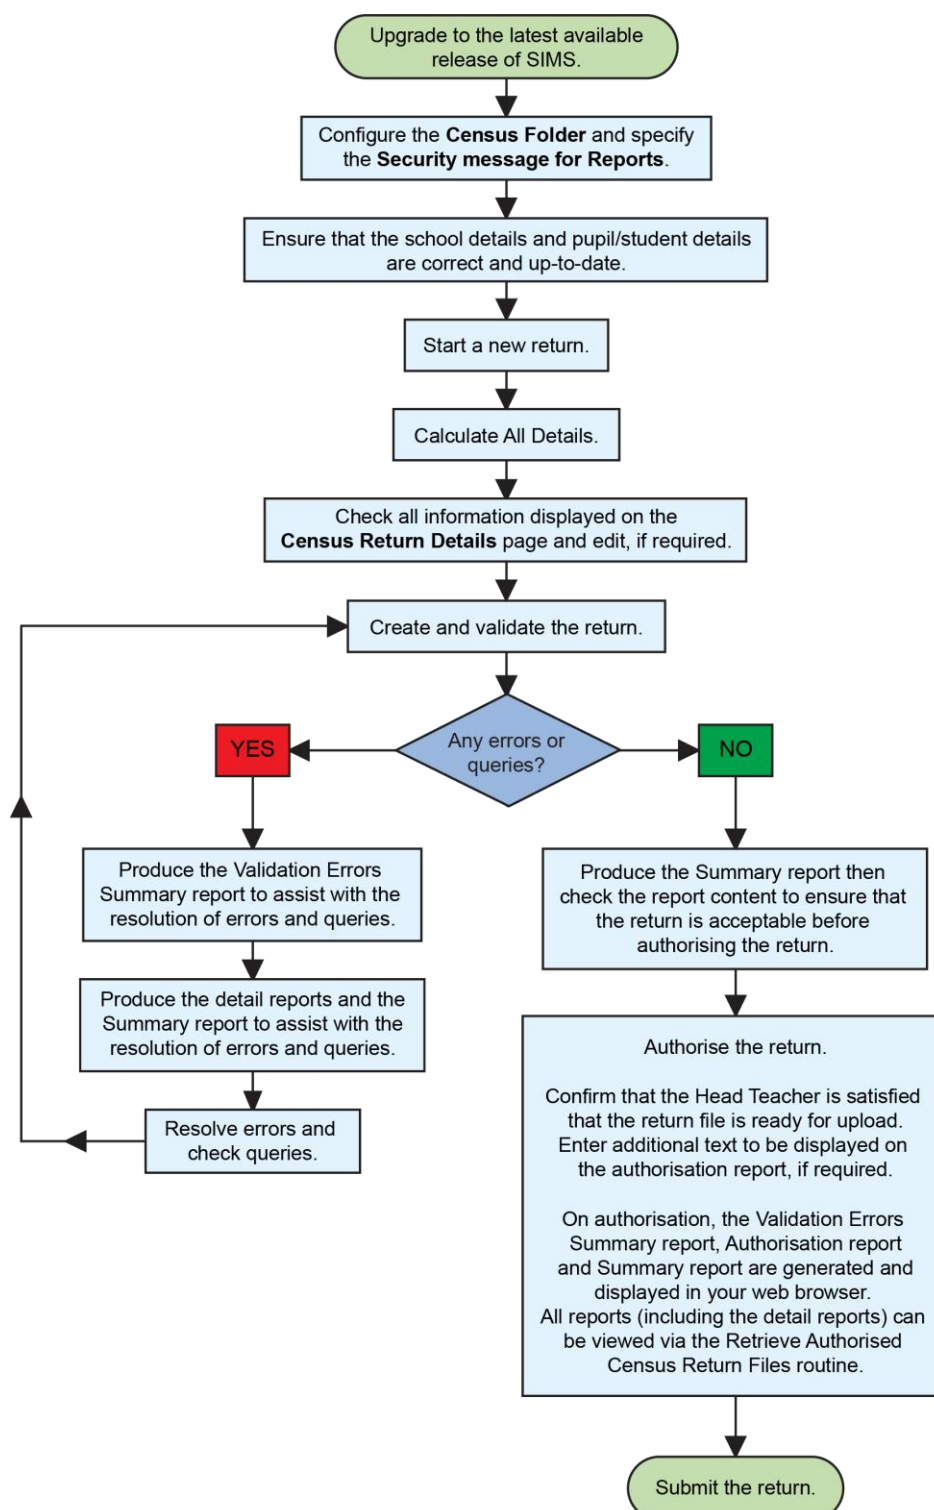 Upgrade to the latest available
release of SIMS.
Configure the Census Folder and specify
the Security message for Reports.
Ensure that the school details and pupil/student details
are correct and up-to-date.
Start a new return.
Calculate All Details.
Check all information displayed on the
Census Return Details page and edit, if required.
Create and validate the return.
Any errors or
queries?
YES
NO
Produce the Validation Errors
Summary report to assist with the
resolution of errors and queries.
Produce the detail reports and the
Summary report to assist with the
resolution of errors and queries.
Resolve errors and
check queries.
Produce the Summary report then
check the report content to ensure that
the return is acceptable before
authorising the return.
Authorise the return.
Confirm that the Head Teacher is satisfied
that the return file is ready for upload.
Enter additional text to be displayed on
the authorisation report, if required.
On authorisation, the Validation Errors
Summary report, Authorisation report
and Summary report are generated and
displayed in your web browser.
All reports (including the detail reports) can
be viewed via the Retrieve Authorised
Census Return Files routine.
Submit the return.